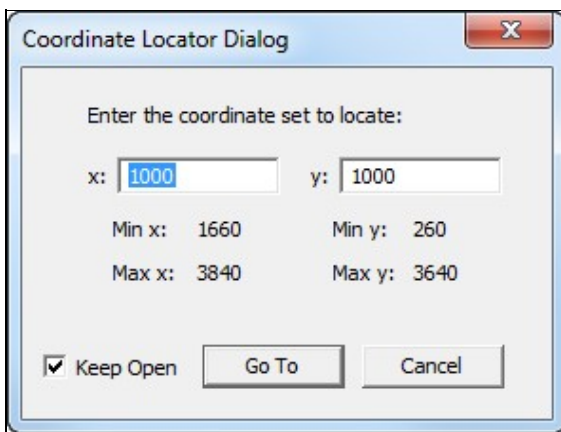 Coordinate Locator Dialog
Enter the coordinate set to locate:
x: 1000 y: 1000
Min x: 1660 Min y: 260
Max x: 3840 Max y: 3640
Keep Open Go To Cancel